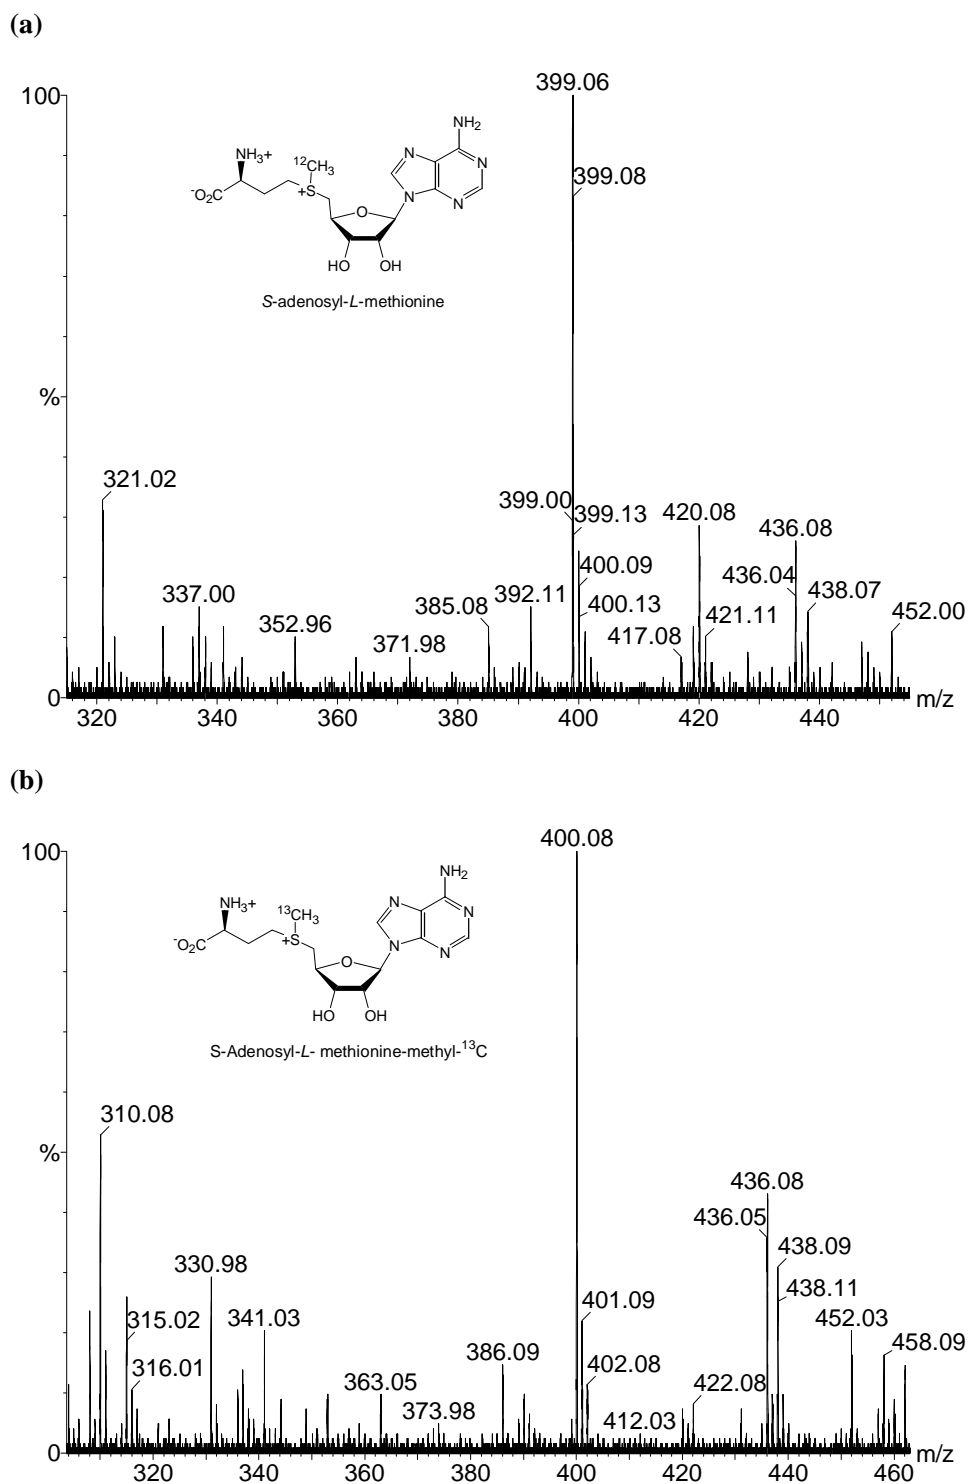 (a)
100
399.06
NH₂
NH₃+
¹²CH₃
N
N
399.08
⁻O₂C
+S
N
N
O
HO
OH
S-adenosyl-L-methionine
%
321.02
399.00
399.13
420.08
436.08
400.09
436.04
337.00
392.11
438.07
385.08
400.13
352.96
421.11
452.00
371.98
417.08
0
320
340
360
380
400
420
440
m/z
(b)
100
400.08
NH₂
NH₃+
¹³CH₃
N
N
⁻O₂C
+S
N
N
O
HO
OH
S-Adenosyl-L- methionine-methyl-¹³C
310.08
%
436.08
436.05
438.09
330.98
438.11
401.09
315.02
341.03
452.03
458.09
386.09
402.08
316.01
363.05
422.08
373.98
412.03
0
320
340
360
380
400
420
440
460
m/z